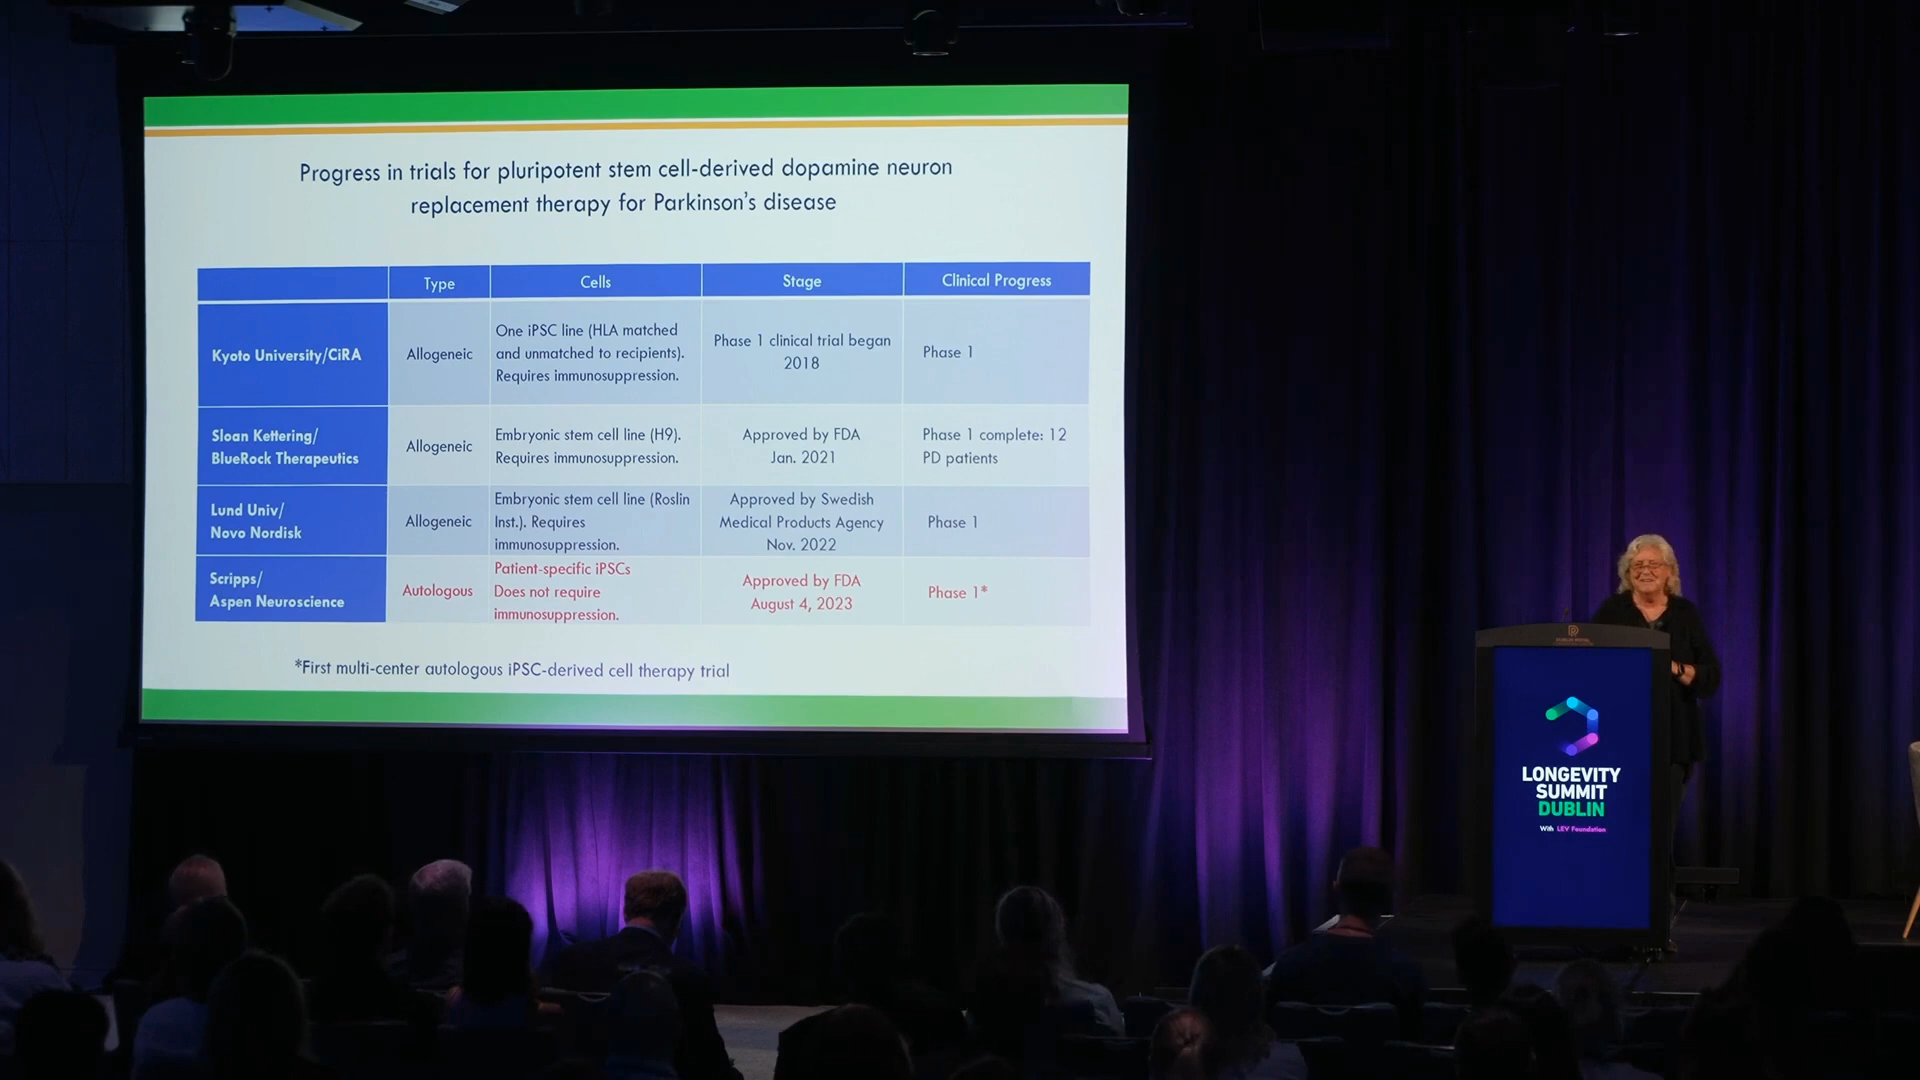 Progress in trials for pluripotent stem cell-derived dopamine neuron
replacement therapy for Parkinson's disease
Type
Cells
Stage
Clinical Progress
Kyoto University/CiRA
Allogeneic
One iPSC line (HLA matched
and unmatched to recipients).
Requires immunosuppression.
Phase 1 clinical trial began
2018
Phase 1
Sloan Kettering/
BlueRock Therapeutics
Allogeneic
Embryonic stem cell line (H9).
Requires immunosuppression.
Approved by FDA
Jan. 2021
Phase 1 complete: 12
PD patients
Lund Univ/
Novo Nordisk
Allogeneic
Embryonic stem cell line (Roslin
Inst.). Requires
immunosuppression.
Approved by Swedish
Medical Products Agency
Nov. 2022
Phase 1
Scripps/
Aspen Neuroscience
Autologous
Patient-specific iPSCs
Does not require
immunosuppression.
Approved by FDA
August 4, 2023
Phase 1*
*First multi-center autologous iPSC-derived cell therapy trial
LONGEVITY
SUMMIT
DUBLIN
With LEV Foundation